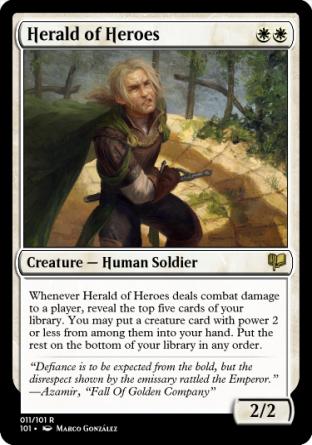 Herald of Heroes
Creature — Human Soldier
Whenever Herald of Heroes deals combat damage
to a player, reveal the top five cards of your
library. You may put a creature card with power 2
or less from among them into your hand. Put the
rest on the bottom of your library in any order.
“Defiance is to be expected from the bold, but the
disrespect shown by the emissary rattled the Emperor.”
—Azamir, “Fall Of Golden Company”
2/2
011/101 R
101 • Marco González